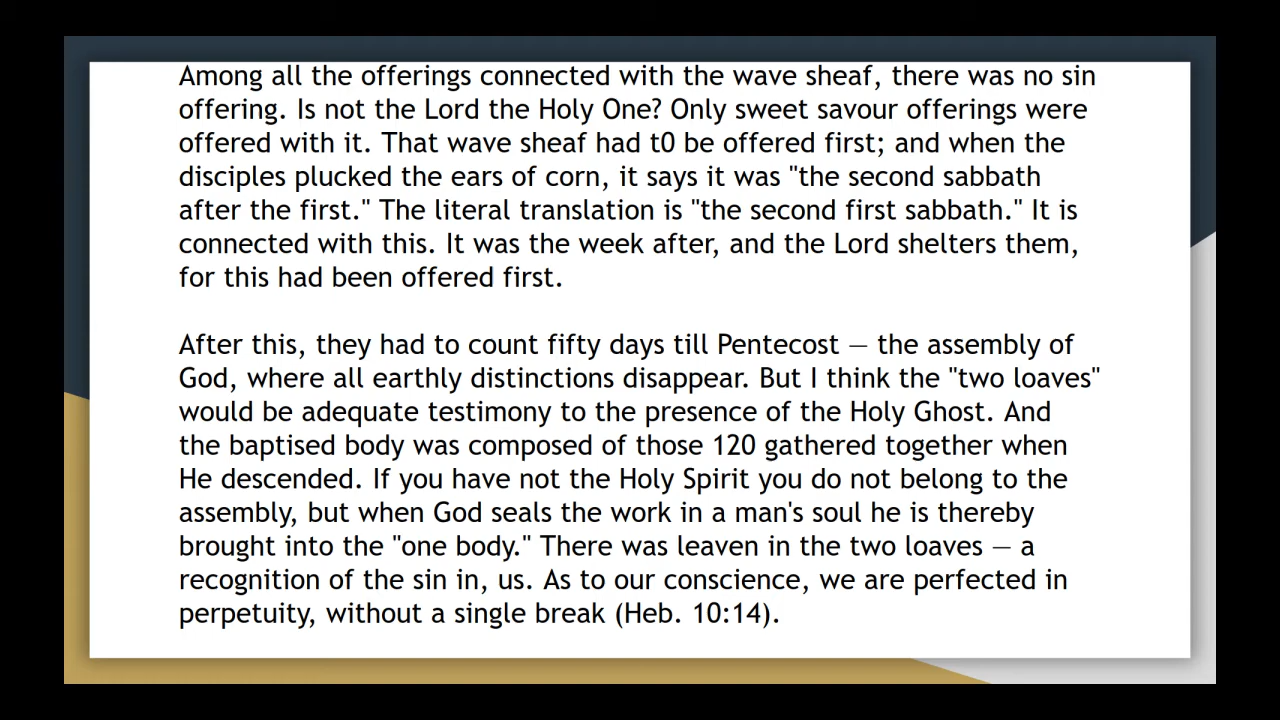 Among all the offerings connected with the wave sheaf, there was no sin
offering. Is not the Lord the Holy One? Only sweet savour offerings were
offered with it. That wave sheaf had t0 be offered first; and when the
disciples plucked the ears of corn, it says it was "the second sabbath
after the first." The literal translation is "the second first sabbath." It is
connected with this. It was the week after, and the Lord shelters them,
for this had been offered first.
After this, they had to count fifty days till Pentecost — the assembly of
God, where all earthly distinctions disappear. But I think the "two loaves"
would be adequate testimony to the presence of the Holy Ghost. And
the baptised body was composed of those 120 gathered together when
He descended. If you have not the Holy Spirit you do not belong to the
assembly, but when God seals the work in a man's soul he is thereby
brought into the "one body." There was leaven in the two loaves — a
recognition of the sin in, us. As to our conscience, we are perfected in
perpetuity, without a single break (Heb. 10:14).